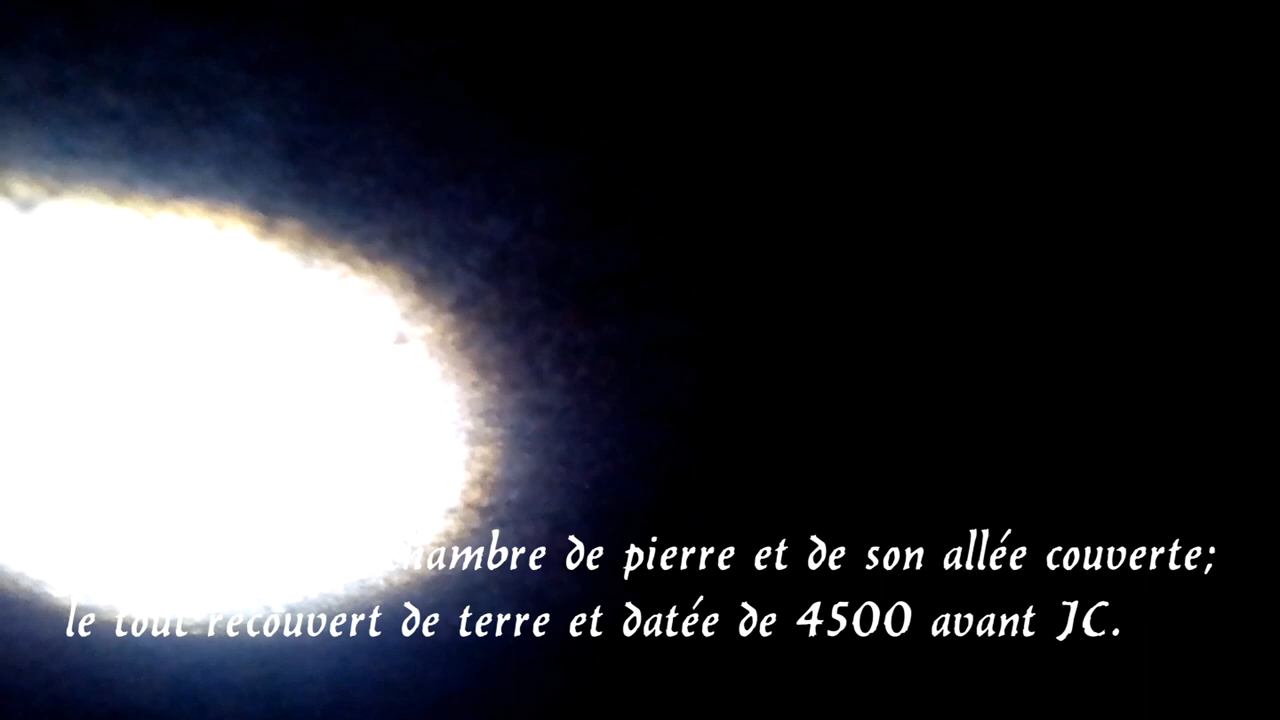 de pierre et de son allée couverte;
le tout recouvert de terre et datée de 4500 avant JC.